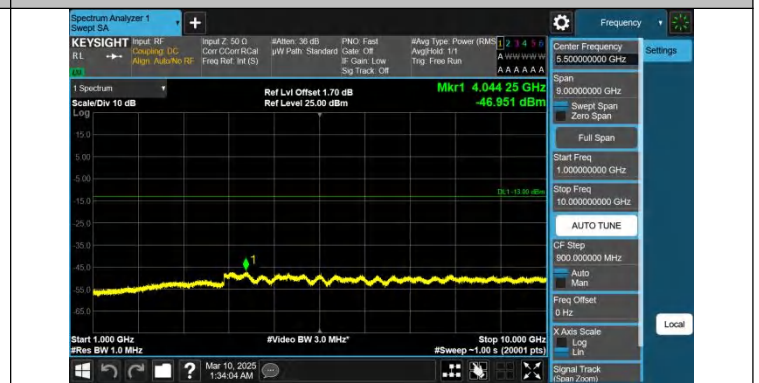 Spectrum Analyzer 1
Swept SA
Frequency
KEYSIGHT
RL
Input: RF
Coupling: DC
Align: Auto/No RF
Input Z: 50 Ω
Corr CCorr RCal
Freq Ref: Int (S)
#Atten: 36 dB
µW Path: Standard
PNO: Fast
Gate: Off
IF Gain: Low
Sig Track: Off
#Avg Type: Power (RMS
Avg|Hold: 1/1
Trig: Free Run
1 2 3 4 5 6
A W W W W W
A A A A A A
Center Frequency
5.500000000 GHz
Settings
1 Spectrum
Scale/Div 10 dB
Ref Lvl Offset 1.70 dB
Ref Level 25.00 dBm
Mkr1 4.044 25 GHz
-46.951 dBm
Log
15.0
5.00
-5.00
-15.0
-25.0
-35.0
-45.0
-55.0
-65.0
DL1 -13.00 dBm
1
Start 1.000 GHz
#Res BW 1.0 MHz
#Video BW 3.0 MHz*
Stop 10.000 GHz
#Sweep ~1.00 s (20001 pts)
Span
9.00000000 GHz
Swept Span
Zero Span
Full Span
Start Freq
1.000000000 GHz
Stop Freq
10.000000000 GHz
AUTO TUNE
CF Step
900.000000 MHz
Auto
Man
Freq Offset
0 Hz
X Axis Scale
Log
Lin
Signal Track
(Span Zoom)
Local
Mar 10, 2025
1:34:04 AM